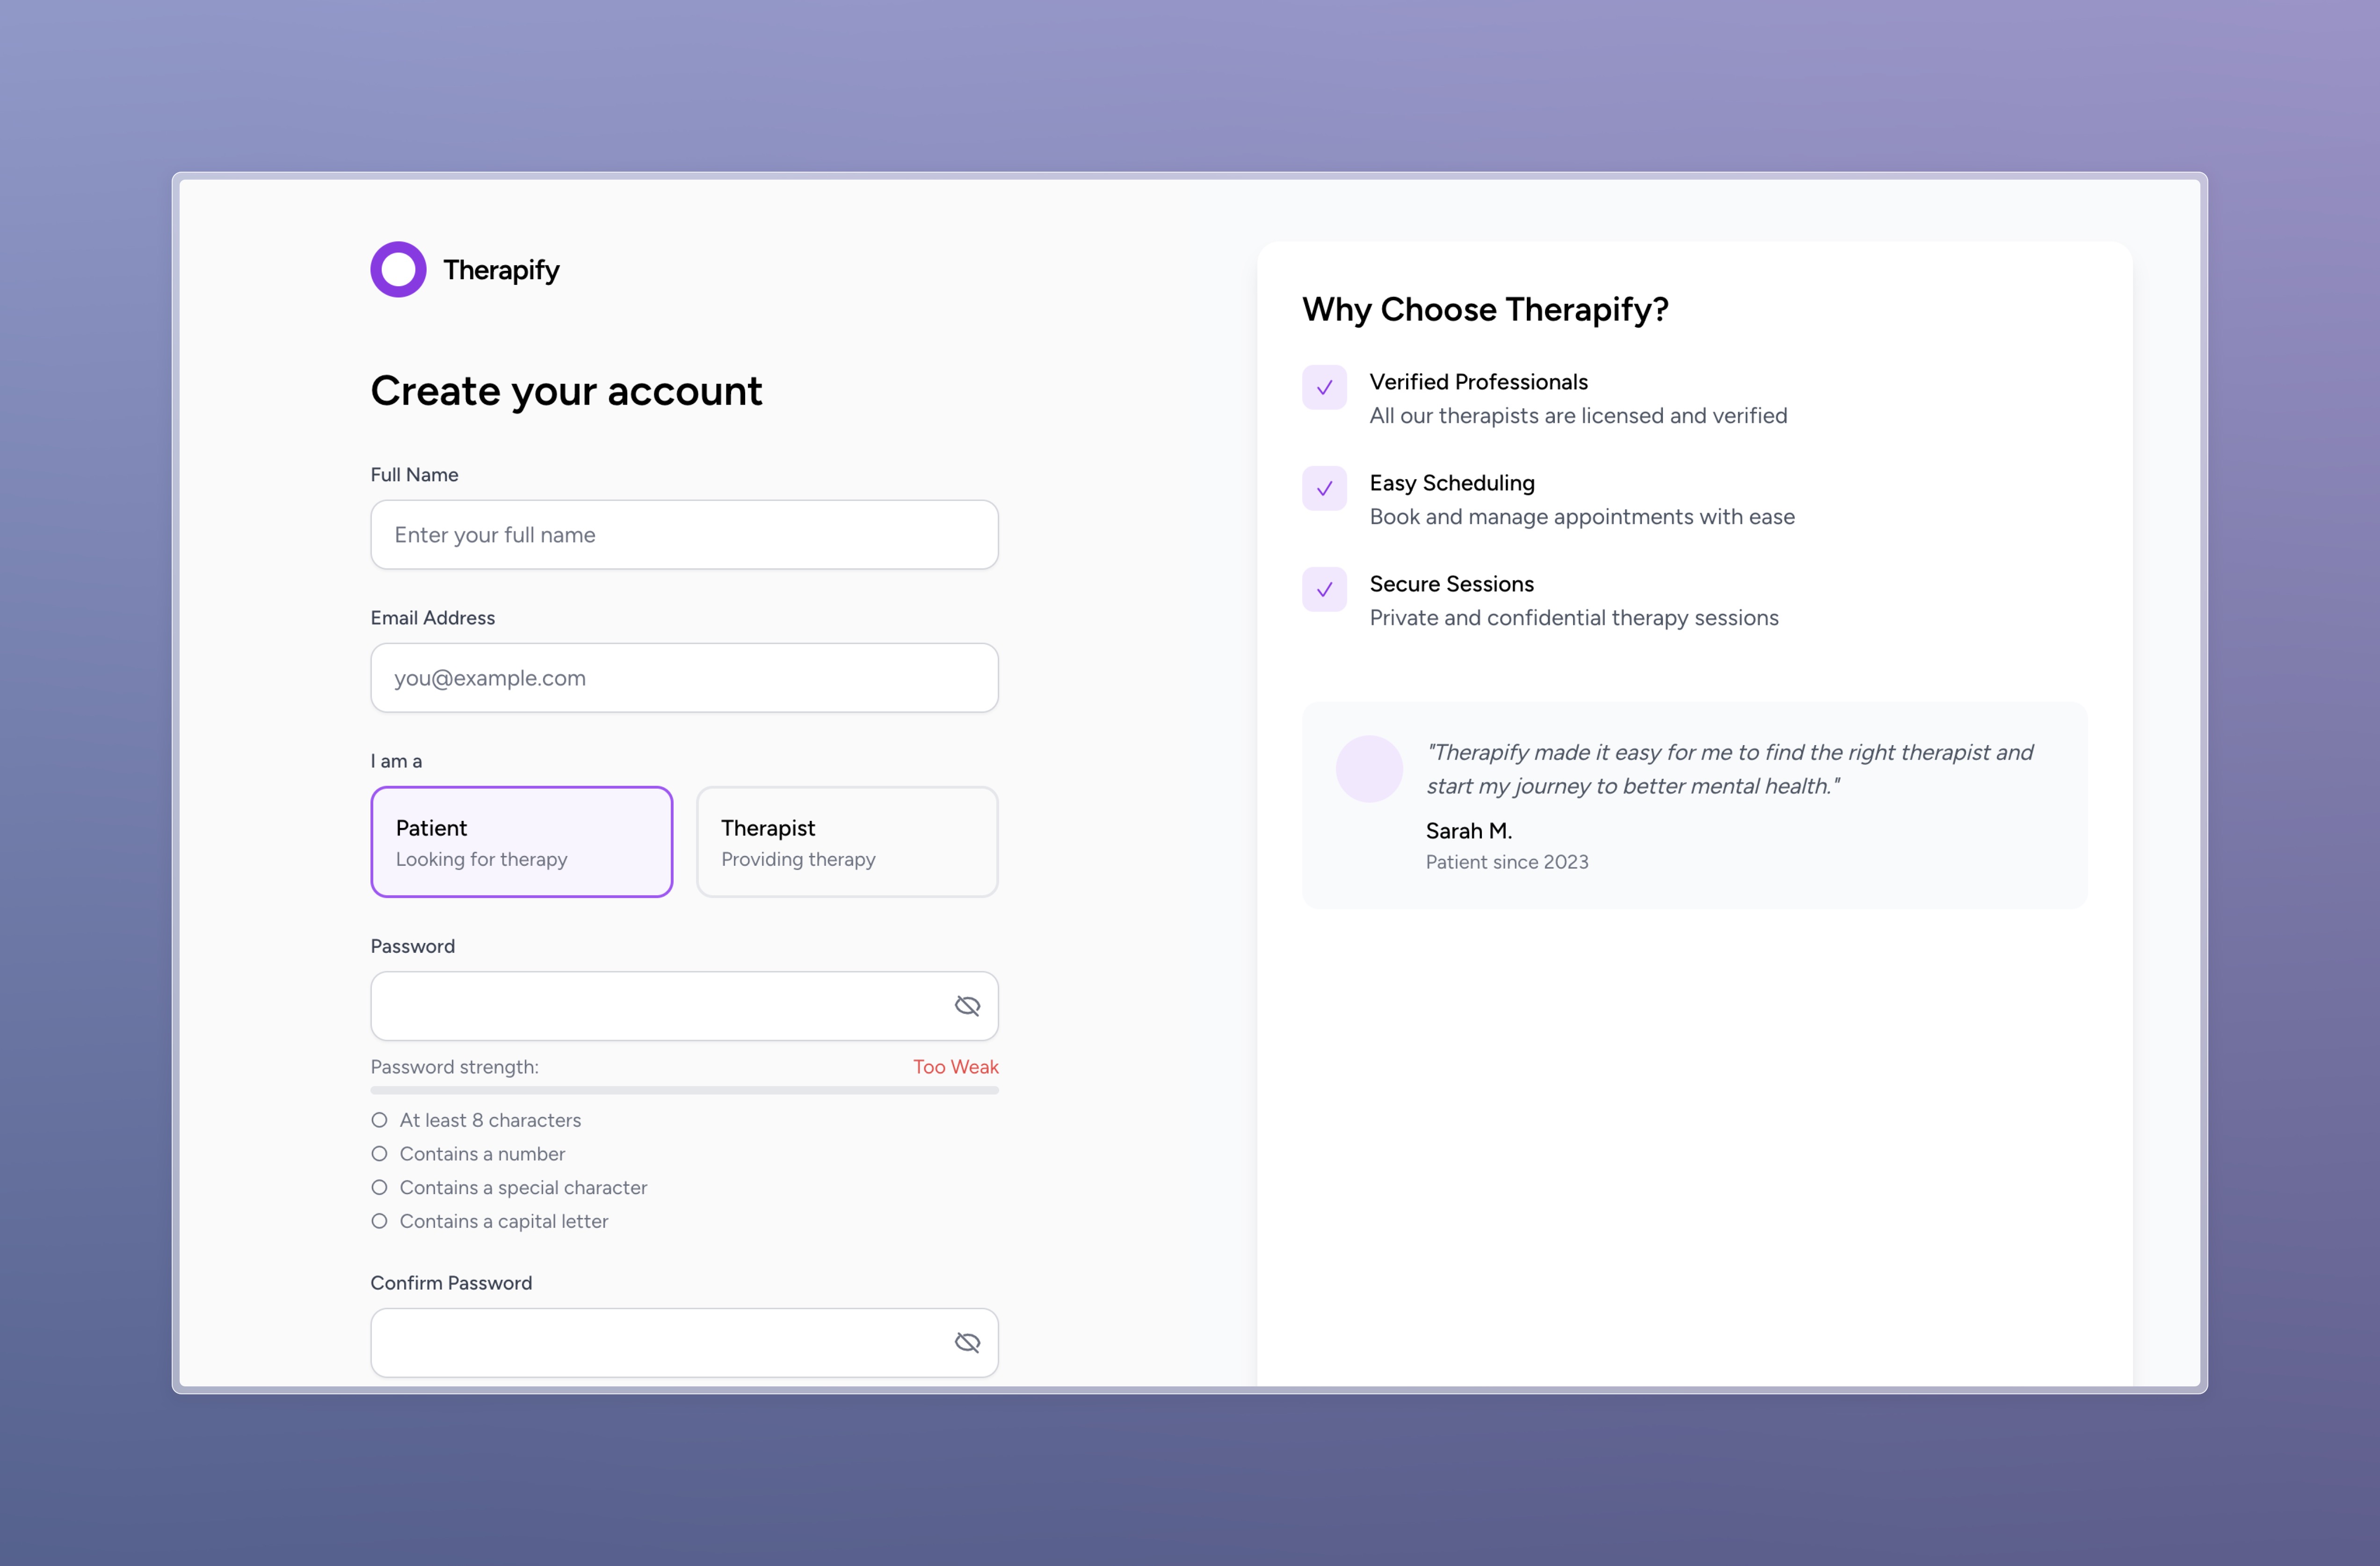 Therapify
Create your account
Full Name
Enter your full name
Email Address
you@example.com
I am a
Patient
Looking for therapy
Therapist
Providing therapy
Password
Password strength:
Too Weak
At least 8 characters
Contains a number
Contains a special character
Contains a capital letter
Confirm Password
Why Choose Therapify?
Verified Professionals
All our therapists are licensed and verified
Easy Scheduling
Book and manage appointments with ease
Secure Sessions
Private and confidential therapy sessions
"Therapify made it easy for me to find the right therapist and
start my journey to better mental health."
Sarah M.
Patient since 2023